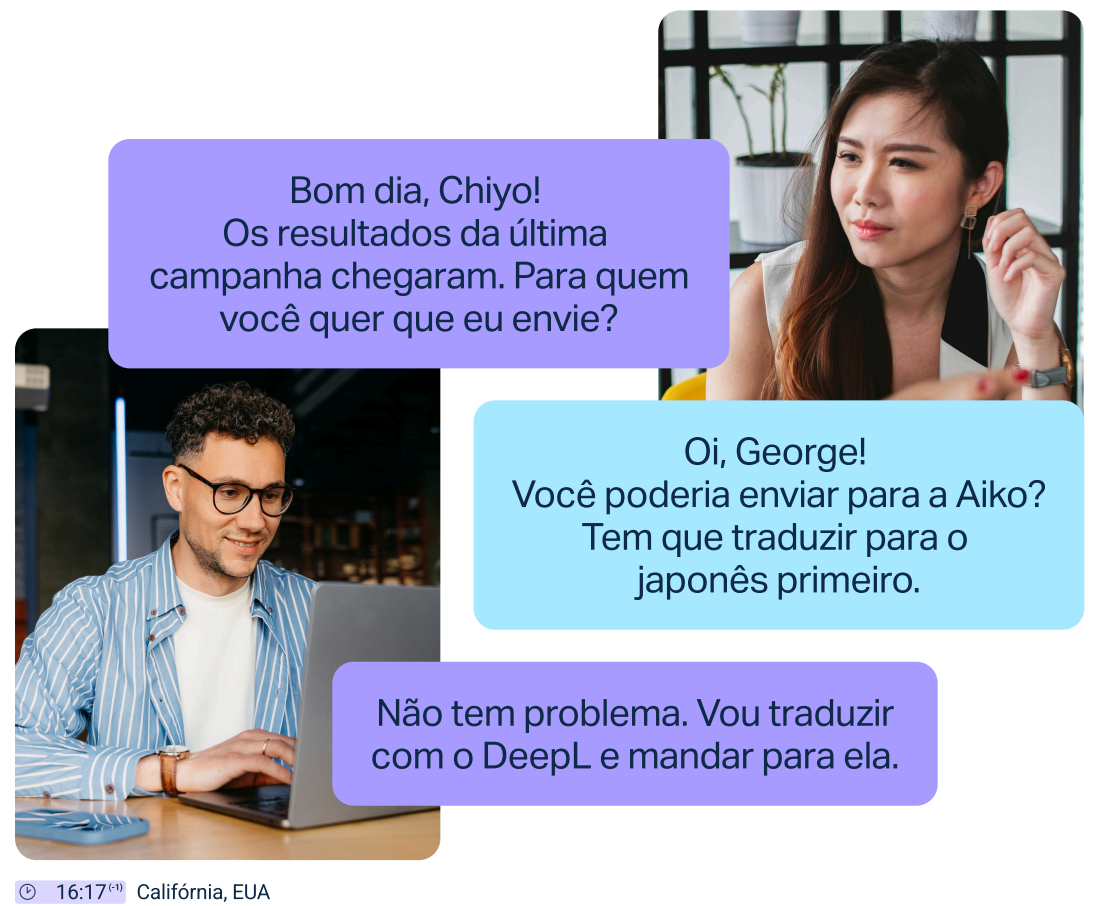 Bom dia, Chiyo!
Os resultados da última
campanha chegaram. Para quem
você quer que eu envie?
Oi, George!
Você poderia enviar para a Aiko?
Tem que traduzir para o
japonês primeiro.
Não tem problema. Vou traduzir
com o DeepL e mandar para ela.
16:17(-1) Califórnia, EUA